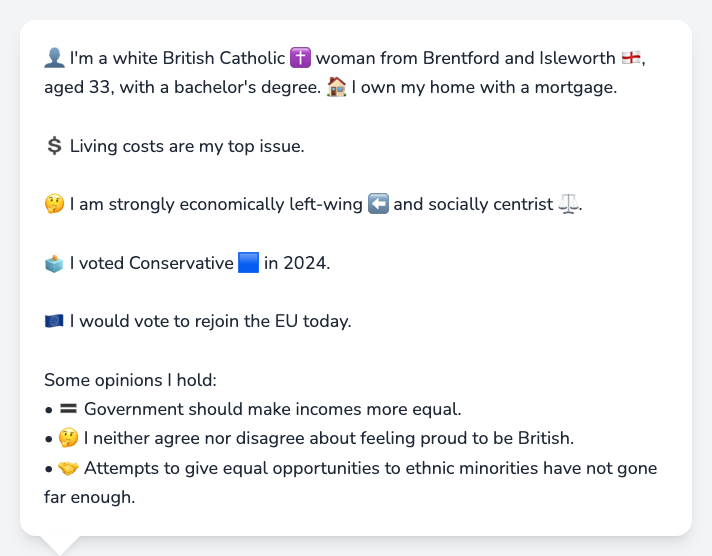 👤 I'm a white British Catholic ✝️ woman from Brentford and Isleworth 🏴󠁧󠁢󠁥󠁮󠁧󠁿,
aged 33, with a bachelor's degree. 🏠 I own my home with a mortgage.
💲 Living costs are my top issue.
🤔 I am strongly economically left-wing ⬅️ and socially centrist ⚖️.
🗳️ I voted Conservative 🟦 in 2024.
🇪🇺 I would vote to rejoin the EU today.
Some opinions I hold:
• 🟰 Government should make incomes more equal.
• 🤔 I neither agree nor disagree about feeling proud to be British.
• 🤝 Attempts to give equal opportunities to ethnic minorities have not gone
far enough.